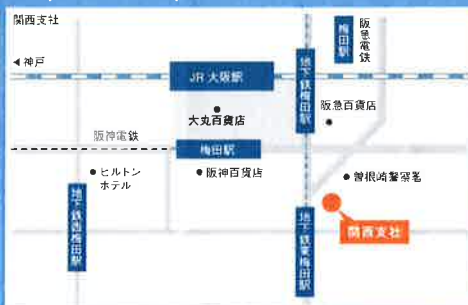 関西支社
阪急電鉄
梅田駅
◀神戸
JR 大阪駅
地下鉄梅田駅
阪急百貨店
大丸百貨店
阪神電鉄
梅田駅
ヒルトン
ホテル
阪神百貨店
曽根崎警察署
地下鉄西梅田駅
地下鉄東梅田駅
関西支社